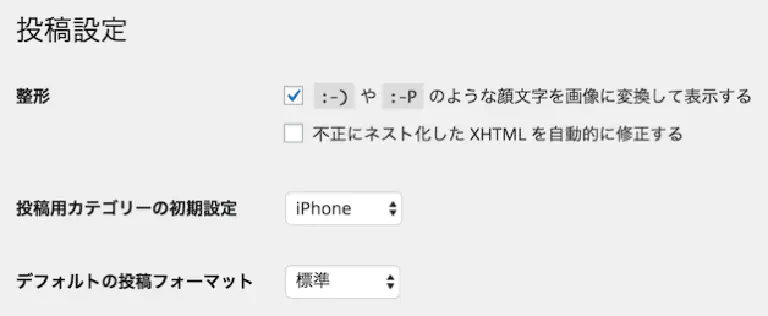 投稿設定
整形
:-) や :-P のような顔文字を画像に変換して表示する
不正にネスト化した XHTML を自動的に修正する
投稿用カテゴリーの初期設定 iPhone
デフォルトの投稿フォーマット 標準